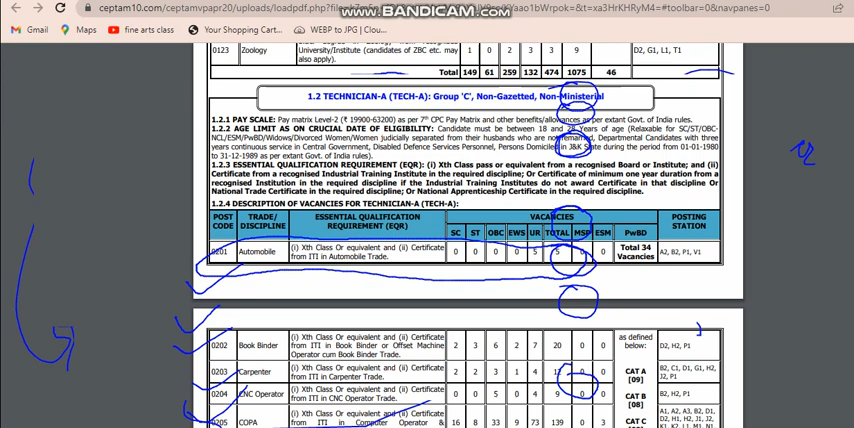 ceptam10.com/ceptamvpapr20/uploads/loadpdf.php?
Yaao1bWrpok=&t=xa3HrKHRyM4=#toolbar=0&navpanes=0
WWW.BANDICAM.COM
Gmail YouTube Maps fine arts class WEBP to JPG | Clou...
0123 Zoology University/Institute (candidates of ZBC etc. may also apply). 1 0 2 3 3 9 D2, G1, L1, T1
Total 149 61 259 132 474 1075 46
1.2 TECHNICIAN-A (TECH-A): Group 'C', Non-Gazetted, Non-Ministerial
1.2.1 PAY SCALE: Pay matrix Level-2 (₹ 19900-63200) as per 7th CPC Pay Matrix and other benefits/allowances as per extant Govt. of India rules.
1.2.2 AGE LIMIT AS ON CRUCIAL DATE OF ELIGIBILITY: Candidate must be between 18 and 28 Years of age (Relaxable for SC/ST/OBC-
NCL/ESM/PwBD/Widows/Divorced Women/Women judicially separated from their husbands who are not remarried, Departmental Candidates with three
years continuous service in Central Government, Disabled Defence Services Personnel, Persons Domiciled in J&K State during the period from 01-01-1980
to 31-12-1989 as per extant Govt. of India rules).
1.2.3 ESSENTIAL QUALIFICATION REQUIREMENT (EQR): (i) Xth Class pass or equivalent from a recognised Board or Institute; and (ii)
Certificate from a recognised Industrial Training Institute in the required discipline; Or Certificate of minimum one year duration from a
recognised Institution in the required discipline if the Industrial Training Institutes do not award Certificate in that discipline Or
National Trade Certificate in the required discipline; Or National Apprenticeship Certificate in the required discipline.
1.2.4 DESCRIPTION OF VACANCIES FOR TECHNICIAN-A (TECH-A):
POST CODE TRADE/ DISCIPLINE ESSENTIAL QUALIFICATION REQUIREMENT (EQR) VACANCIES POSTING STATION
SC ST OBC EWS UR TOTAL MSP ESM PwBD
0201 Automobile (i) Xth Class Or equivalent and (ii) Certificate from ITI in Automobile Trade. 0 0 0 0 5 5 0 0 Total 34 Vacancies A2, B2, P1, V1
0202 Book Binder (i) Xth Class Or equivalent and (ii) Certificate from ITI in Book Binder or Offset Machine Operator cum Book Binder Trade. 2 3 6 2 7 20 0 0 as defined below: D2, H2, P1
0203 Carpenter (i) Xth Class Or equivalent and (ii) Certificate from ITI in Carpenter Trade. 2 2 3 1 4 0 0 CAT A [09] B2, C1, D1, G1, H2, J2, P1
0204 CNC Operator (i) Xth Class Or equivalent and (ii) Certificate from ITI in CNC Operator Trade. 0 0 5 0 4 9 0 0 CAT B [08] B2, H2, P1
0205 COPA (i) Xth Class Or equivalent and (ii) Certificate from ITI in Computer Operator & 16 8 33 9 73 139 0 3 CAT C A1, A2, A3, B2, D1, D2, H1, H2, J1, J2,